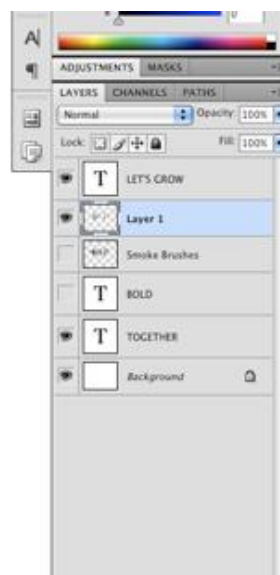 0
A|
¶
ADJUSTMENTS MASKS
LAYERS CHANNELS PATHS
Normal Opacity: 100%
Lock: Fill: 100%
T LET'S GROW
Layer 1
Smoke Brushes
T BOLD
T TOGETHER
Background